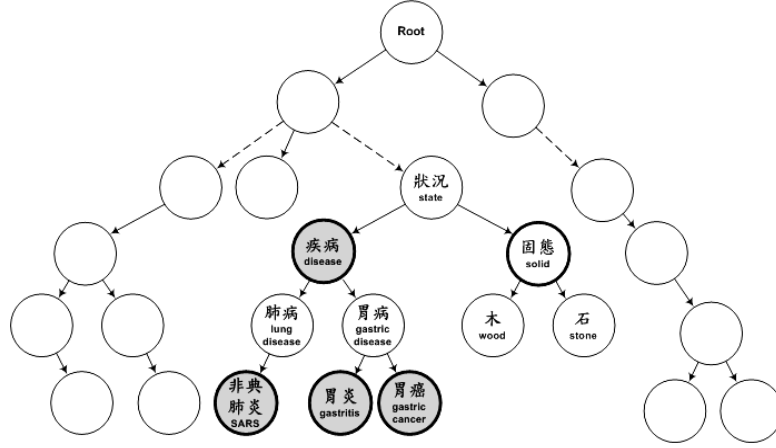 Root
狀況
state
疾病
disease
固態
solid
肺病
lung
disease
胃病
gastric
disease
木
wood
石
stone
非典
肺炎
SARS
胃炎
gastritis
胃癌
gastric
cancer